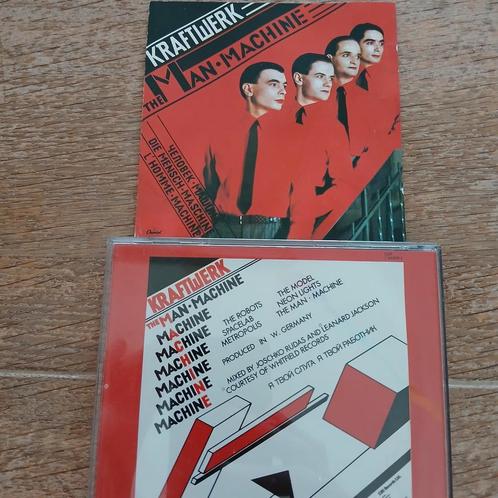 KRAFTWERK
THE MAN·MACHINE
ЧЕЛОВЕК·МАШИНА
DIE MENSCH·MASCHINE
L'HOMME·MACHINE
Capitol
KRAFTWERK
THE MAN·MACHINE
MACHINE
MACHINE
MACHINE
MACHINE
MACHINE
MACHINE
THE ROBOTS
SPACELAB
METROPOLIS
THE MODEL
NEON LIGHTS
THE MAN·MACHINE
PRODUCED IN W. GERMANY
MIXED BY JOSCHKO RUDAS AND LEANARD JACKSON
COURTESY OF WHITFIELD RECORDS
Я ТВОЙ СЛУГА Я ТВОЙ РАБОТНИК